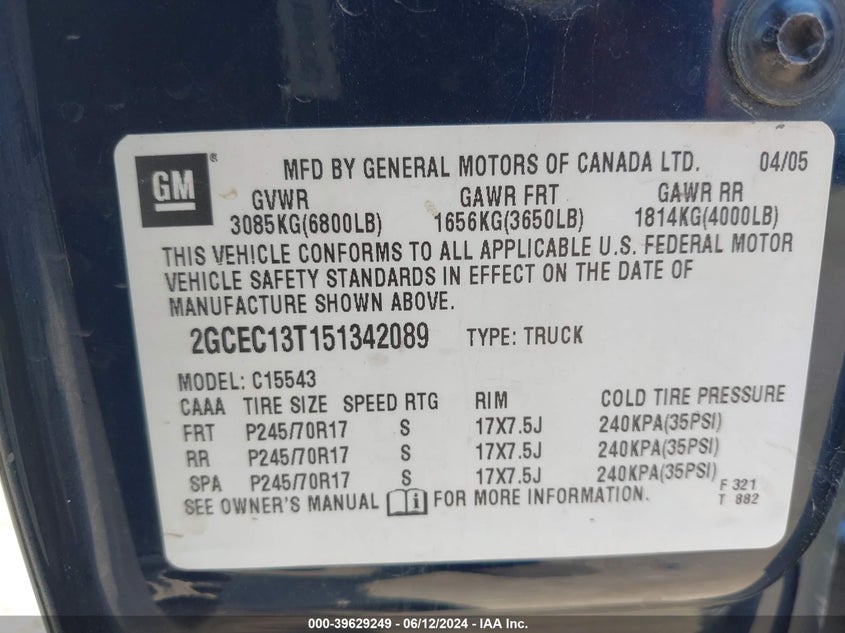 GM ® MFD BY GENERAL MOTORS OF CANADA LTD. 04/05
GVWR GAWR FRT GAWR RR
3085KG(6800LB) 1656KG(3650LB) 1814KG(4000LB)
THIS VEHICLE CONFORMS TO ALL APPLICABLE U.S. FEDERAL MOTOR
VEHICLE SAFETY STANDARDS IN EFFECT ON THE DATE OF
MANUFACTURE SHOWN ABOVE.
2GCEC13T151342089 TYPE: TRUCK
MODEL: C15543
CAAA TIRE SIZE SPEED RTG RIM COLD TIRE PRESSURE
FRT P245/70R17 S 17X7.5J 240KPA(35PSI)
RR P245/70R17 S 17X7.5J 240KPA(35PSI)
SPA P245/70R17 S 17X7.5J 240KPA(35PSI) F 321
SEE OWNER'S MANUAL i FOR MORE INFORMATION. T 882
000-39629249 - 06/12/2024 - IAA Inc.